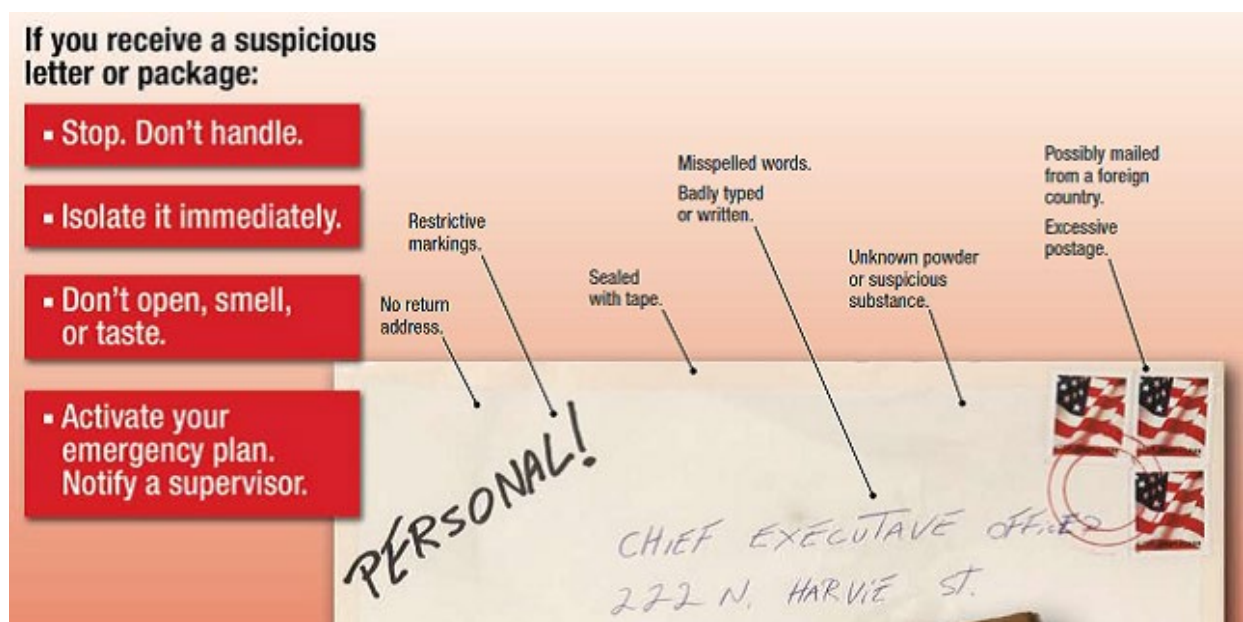 If you receive a suspicious
letter or package:
▪ Stop. Don't handle.
▪ Isolate it immediately.
▪ Don't open, smell,
or taste.
▪ Activate your
emergency plan.
Notify a supervisor.
No return
address.
Restrictive
markings.
Sealed
with tape.
Misspelled words.
Badly typed
or written.
Unknown powder
or suspicious
substance.
Possibly mailed
from a foreign
country.
Excessive
postage.
PERSONAL!
CHIEF EXECUTAVE
222 N. HARVIE ST.